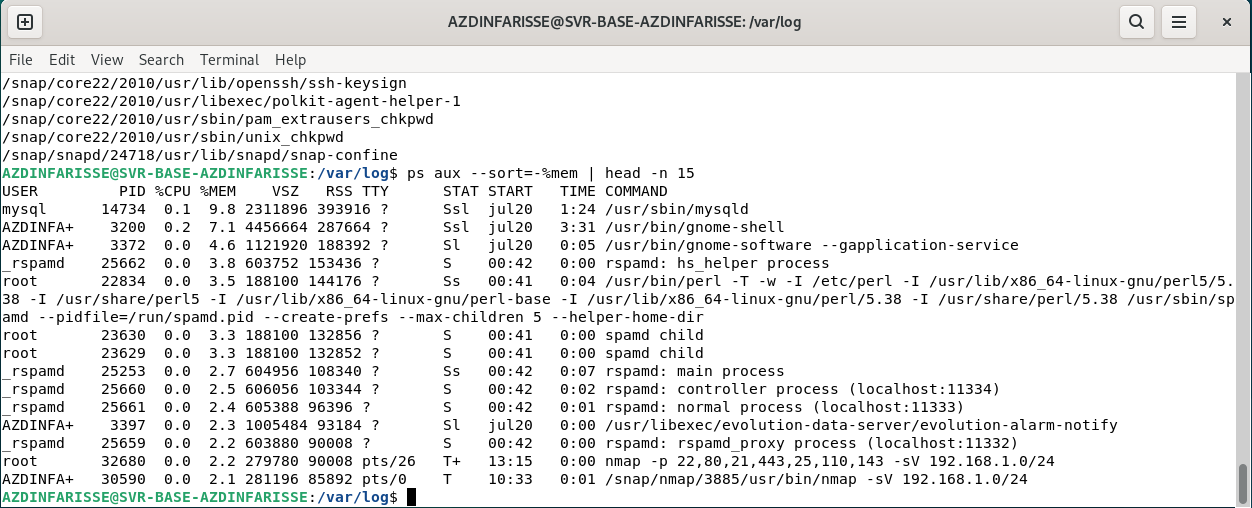 AZDINFARISSE@SVR-BASE-AZDINFARISSE: /var/log
File Edit View Search Terminal Help
/snap/core22/2010/usr/lib/openssh/ssh-keysign
/snap/core22/2010/usr/libexec/polkit-agent-helper-1
/snap/core22/2010/usr/sbin/pam_extrausers_chkpwd
/snap/core22/2010/usr/sbin/unix_chkpwd
/snap/snapd/24718/usr/lib/snapd/snap-confine
AZDINFARISSE@SVR-BASE-AZDINFARISSE:/var/log$ ps aux --sort=-%mem | head -n 15
USER         PID %CPU %MEM    VSZ   RSS TTY      STAT START   TIME COMMAND
mysql      14734  0.1  9.8 2311896 393916 ?      Ssl  jul20   1:24 /usr/sbin/mysqld
AZDINFA+    3200  0.2  7.1 4456664 287664 ?      Ssl  jul20   3:31 /usr/bin/gnome-shell
AZDINFA+    3372  0.0  4.6 1121920 188392 ?      Sl   jul20   0:05 /usr/bin/gnome-software --gapplication-service
_rspamd    25662  0.0  3.8 603752 153436 ?       S    00:42   0:00 rspamd: hs_helper process
root       22834  0.0  3.5 188100 144176 ?       Ss   00:41   0:04 /usr/bin/perl -T -w -I /etc/perl -I /usr/lib/x86_64-linux-gnu/perl5/5.
38 -I /usr/share/perl5 -I /usr/lib/x86_64-linux-gnu/perl-base -I /usr/lib/x86_64-linux-gnu/perl/5.38 -I /usr/share/perl/5.38 /usr/sbin/sp
amd --pidfile=/run/spamd.pid --create-prefs --max-children 5 --helper-home-dir
root       23630  0.0  3.3 188100 132856 ?       S    00:41   0:00 spamd child
root       23629  0.0  3.3 188100 132852 ?       S    00:41   0:00 spamd child
_rspamd    25253  0.0  2.7 604956 108340 ?       Ss   00:42   0:07 rspamd: main process
_rspamd    25660  0.0  2.5 606056 103344 ?       S    00:42   0:02 rspamd: controller process (localhost:11334)
_rspamd    25661  0.0  2.4 605388 96396 ?        S    00:42   0:01 rspamd: normal process (localhost:11333)
AZDINFA+    3397  0.0  2.3 1005484 93184 ?       Sl   jul20   0:00 /usr/libexec/evolution-data-server/evolution-alarm-notify
_rspamd    25659  0.0  2.2 603880 90008 ?        S    00:42   0:00 rspamd: rspamd_proxy process (localhost:11332)
root       32680  0.0  2.2 279780 90008 pts/26   T+   13:15   0:00 nmap -p 22,80,21,443,25,110,143 -sV 192.168.1.0/24
AZDINFA+   30590  0.0  2.1 281196 85892 pts/0    T    10:33   0:01 /snap/nmap/3885/usr/bin/nmap -sV 192.168.1.0/24
AZDINFARISSE@SVR-BASE-AZDINFARISSE:/var/log$